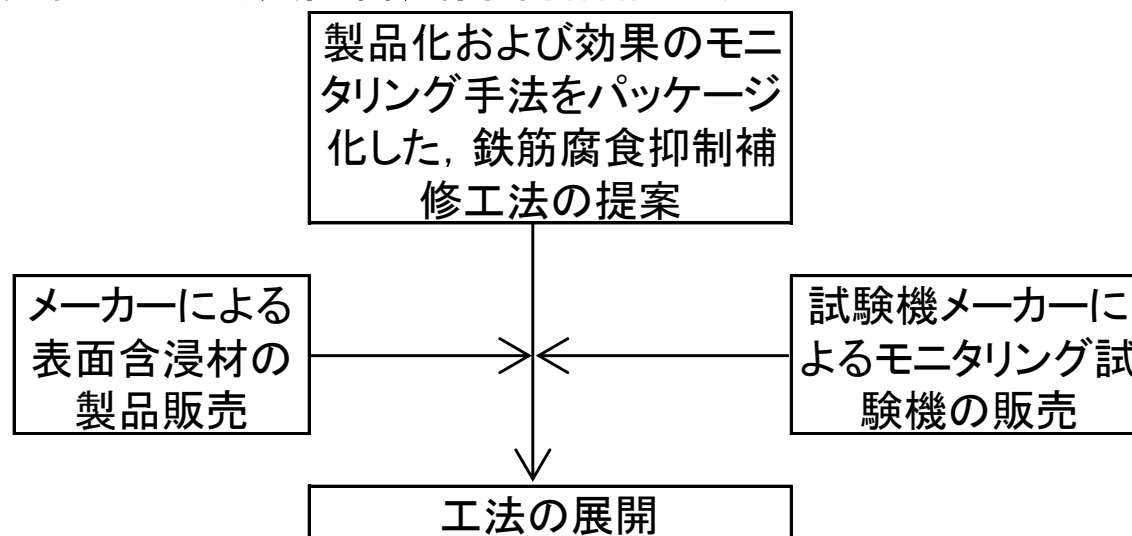 製品化および効果のモニ
タリング手法をパッケージ
化した，鉄筋腐食抑制補
修工法の提案
メーカーによる
表面含浸材の
製品販売
試験機メーカーに
よるモニタリング試
験機の販売
工法の展開